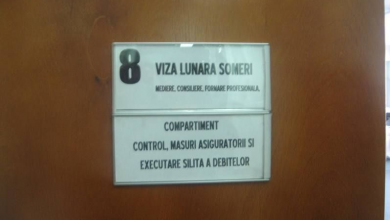 8 VIZA LUNARA SOMERI
MEDIERE, CONSILIERE, FORMARE PROFESIONALA,
COMPARTIMENT
CONTROL, MASURI ASIGURATORII SI
EXECUTARE SILITA A DEBITELOR